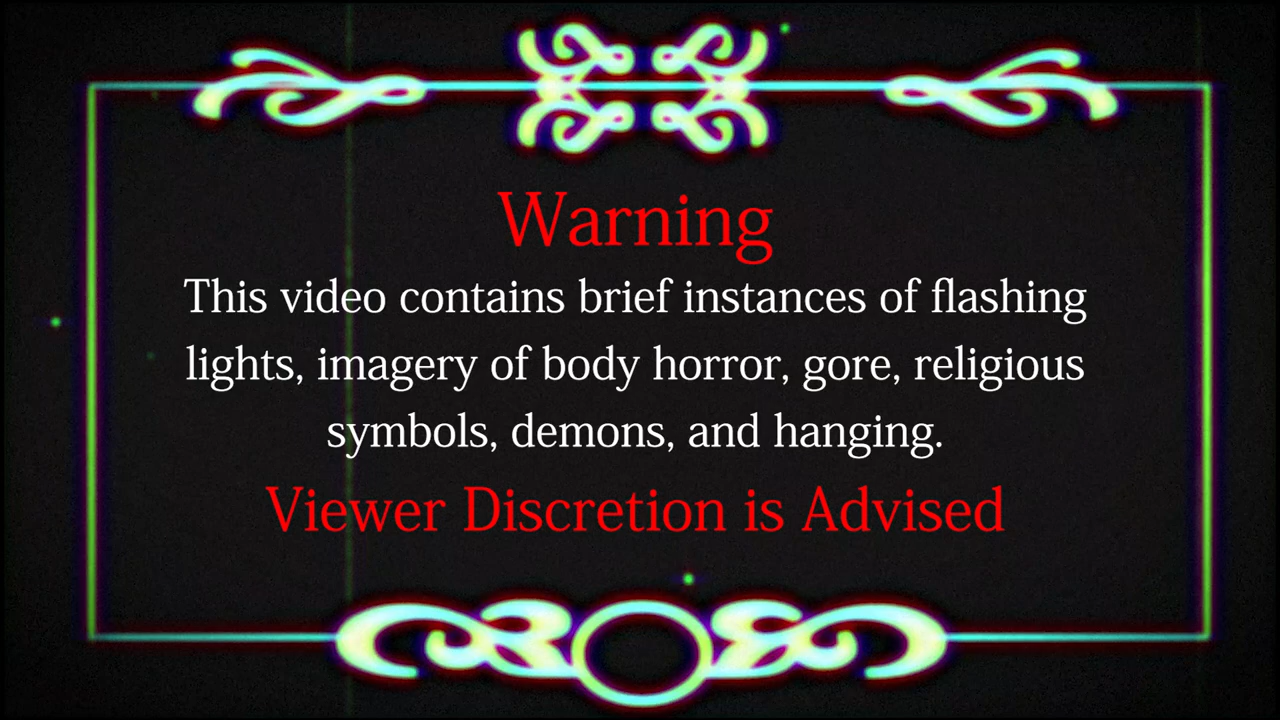 Warning
This video contains brief instances of flashing
lights, imagery of body horror, gore, religious
symbols, demons, and hanging.
Viewer Discretion is Advised